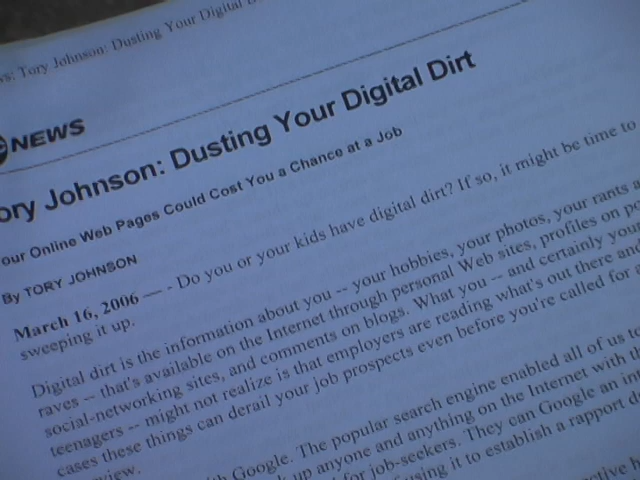 Tory Johnson: Dusting Your Digital
NEWS
ory Johnson: Dusting Your Digital Dirt
our Online Web Pages Could Cost You a Chance at a Job
By TORY JOHNSON
March 16, 2006 — - Do you or your kids have digital dirt? If so, it might be time to
sweeping it up.
Digital dirt is the information about you -- your hobbies, your photos, your rants a
raves -- that's available on the Internet through personal Web sites, profiles on po
social-networking sites, and comments on blogs. What you -- and certainly your
teenagers -- might not realize is that employers are reading what's out there and
cases these things can derail your job prospects even before you're called for
view.
h Google. The popular search engine enabled all of us t
up anyone and anything on the Internet with
for job-seekers. They can Google an in
using it to establish a rapport d